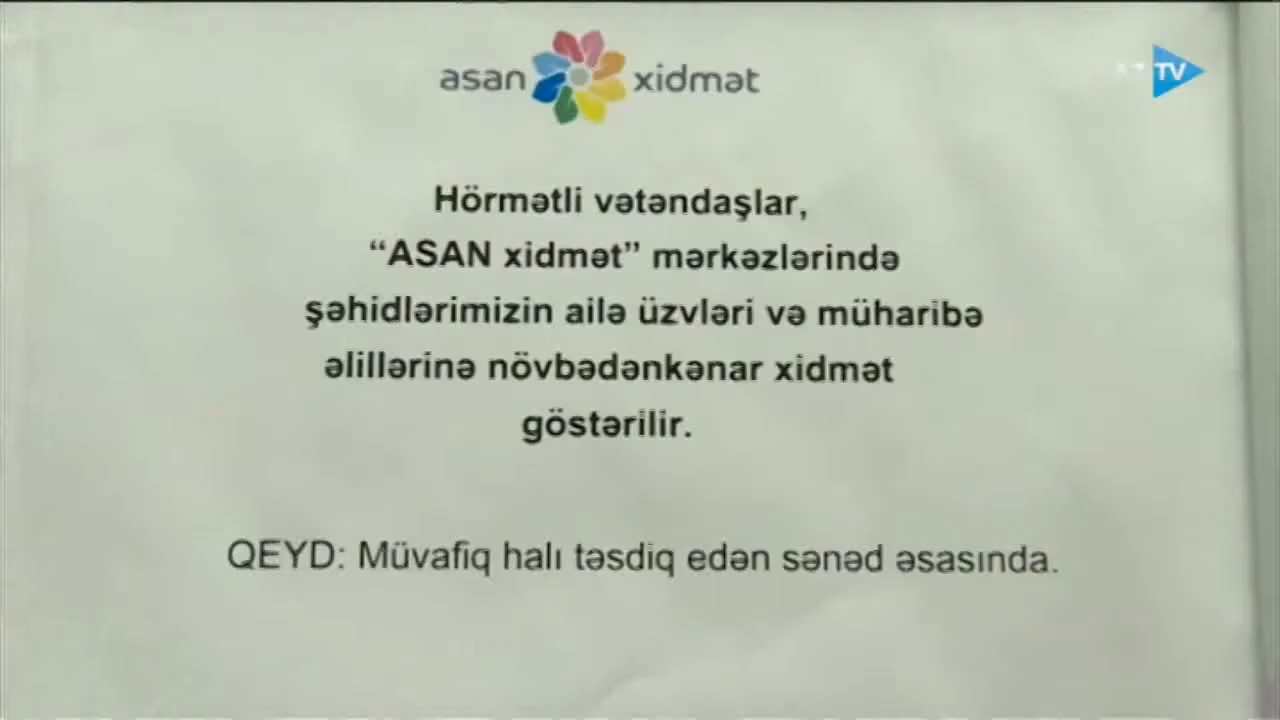 asan xidmət
AZTV
Hörmətli vətəndaşlar,
“ASAN xidmət” mərkəzlərində
şəhidlərimizin ailə üzvləri və müharibə
əlillərinə növbədənkənar xidmət
göstərilir.
QEYD: Müvafiq halı təsdiq edən sənəd əsasında.